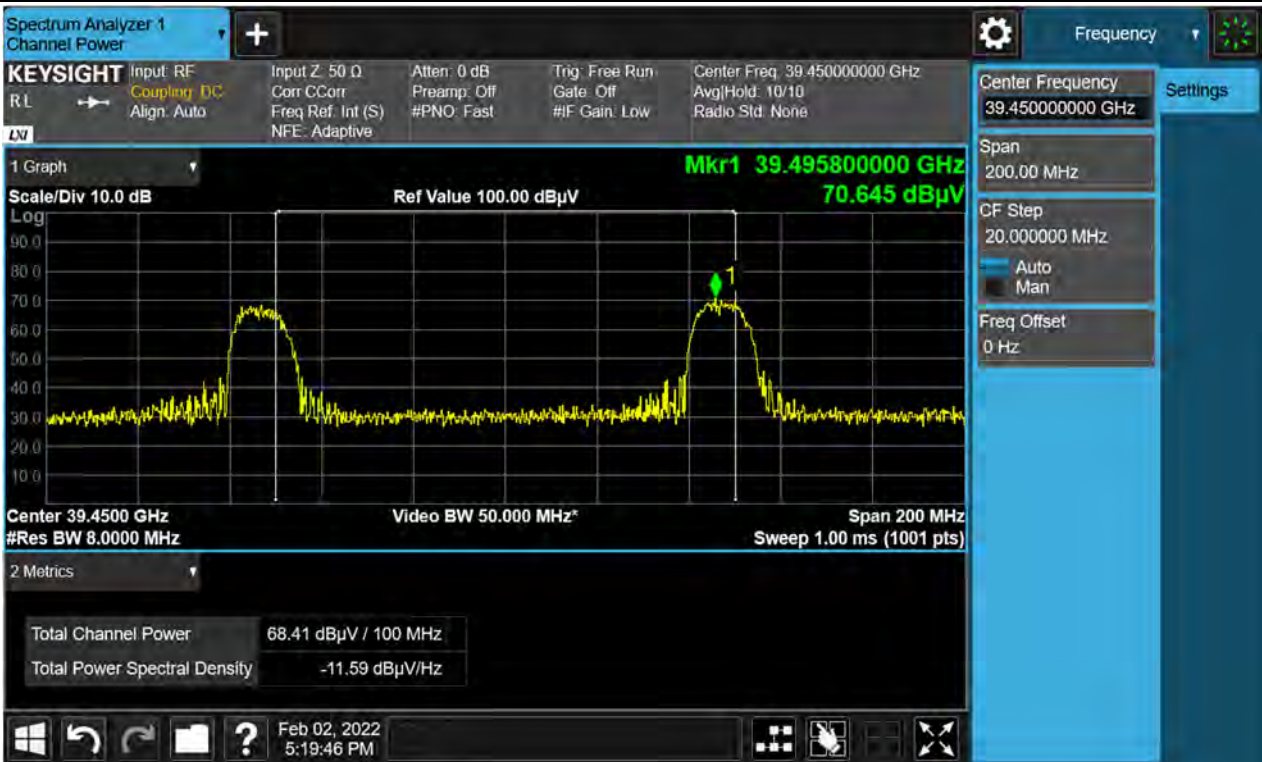 Spectrum Analyzer 1
Channel Power
+
Frequency
KEYSIGHT
RL
LXI
Input: RF
Coupling: DC
Align: Auto
Input Z: 50 Ω
Corr CCorr
Freq Ref: Int (S)
NFE: Adaptive
Atten: 0 dB
Preamp: Off
#PNO: Fast
Trig: Free Run
Gate: Off
#IF Gain: Low
Center Freq: 39.450000000 GHz
Avg|Hold: 10/10
Radio Std: None
Center Frequency
39.450000000 GHz
Settings
Span
200.00 MHz
CF Step
20.000000 MHz
Auto
Man
Freq Offset
0 Hz
1 Graph
Mkr1 39.495800000 GHz
70.645 dBµV
Scale/Div 10.0 dB
Ref Value 100.00 dBµV
Log
90.0
80.0
70.0
60.0
50.0
40.0
30.0
20.0
10.0
1
Center 39.4500 GHz
Video BW 50.000 MHz*
Span 200 MHz
#Res BW 8.0000 MHz
Sweep 1.00 ms (1001 pts)
2 Metrics
Total Channel Power 68.41 dBµV / 100 MHz
Total Power Spectral Density -11.59 dBµV/Hz
?
Feb 02, 2022
5:19:46 PM